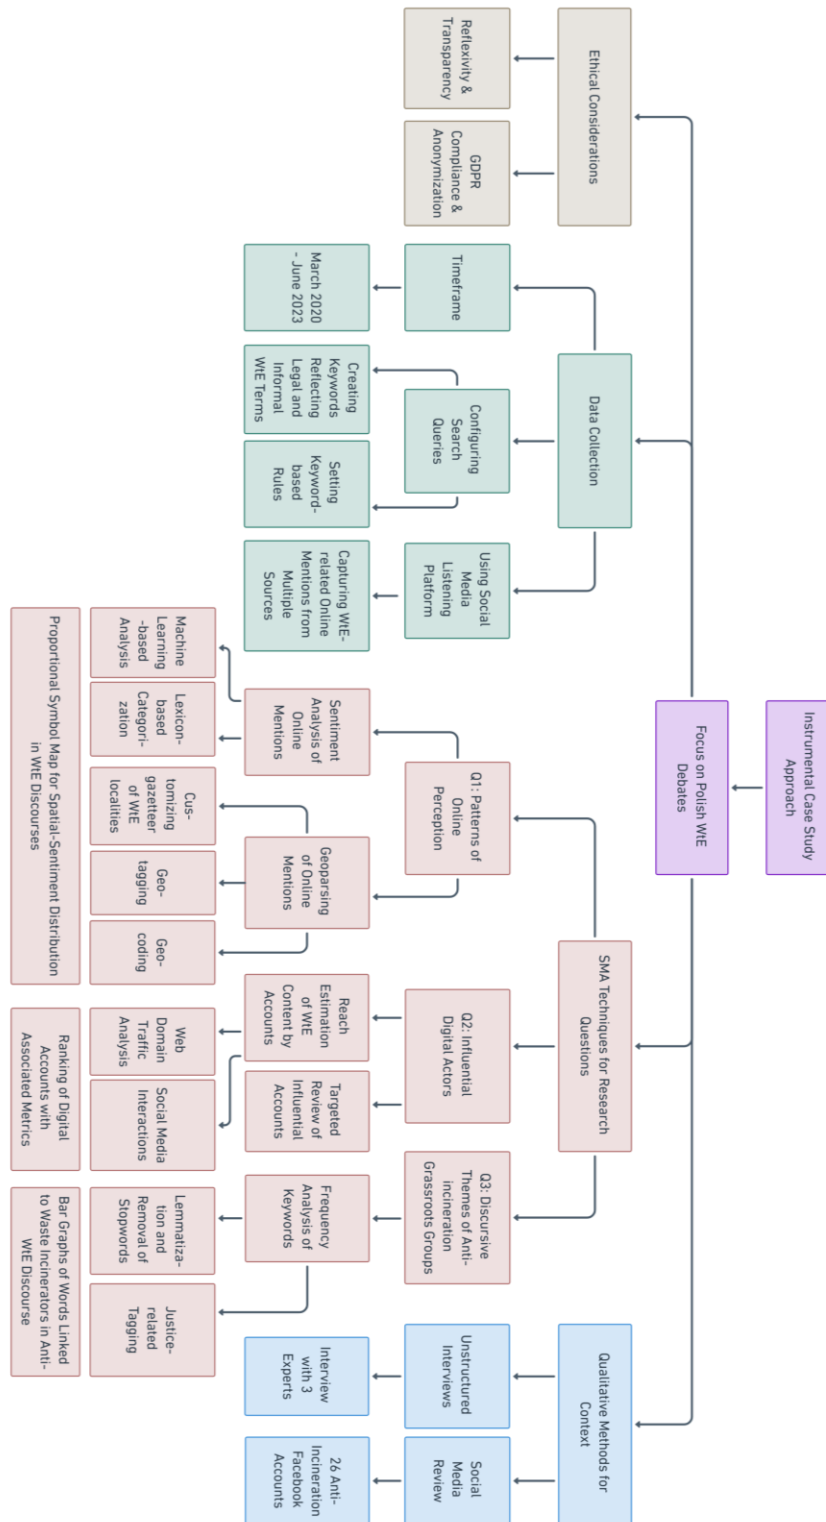 Instrumental Case Study
Approach
Focus on Polish WtE
Debates
Ethical Considerations
Data Collection
SMA Techniques for Research
Questions
Qualitative Methods for
Context
Reflexivity &
Transparency
GDPR
Compliance &
Anonymization
Timeframe
Configuring
Search
Queries
Using Social
Media
Listening
Platform
Q1: Patterns of
Online
Perception
Q2: Influential
Digital Actors
Q3: Discursive
Themes of Anti-
incineration
Grassroots Groups
Unstructured
Interviews
Social
Media
Review
March 2020
- June 2023
Creating
Keywords
Reflecting
Legal and
Informal
WtE Terms
Setting
Keyword-
based
Rules
Capturing WtE-
related Online
Mentions from
Multiple
Sources
Sentiment
Analysis of
Online
Mentions
Geoparsing
of Online
Mentions
Reach
Estimation
of WtE
Content by
Accounts
Targeted
Review of
Influential
Accounts
Frequency
Analysis of
Keywords
Interview
with 3
Experts
26 Anti-
Incineration
Facebook
Accounts
Machine
Learning
-based
Analysis
Lexicon-
based
Categori-
zation
Cus-
tomizing
gazetteer
of WtE
localities
Geo-
tagging
Geo-
coding
Web
Domain
Traffic
Analysis
Social Media
Interactions
Lemmatiza-
tion and
Removal of
Stopwords
Justice-
related
Tagging
Proportional Symbol Map for Spatial-Sentiment Distribution
in WtE Discourses
Ranking of Digital
Accounts with
Associated Metrics
Bar Graphs of Words Linked
to Waste Incinerators in Anti-
WtE Discourse